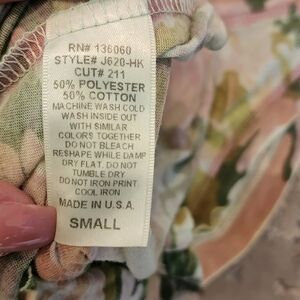 RN# 136060
STYLE# J620-HK
CUT# 211
50% POLYESTER
50% COTTON
MACHINE WASH COLD
WASH INSIDE OUT
WITH SIMILAR
COLORS TOGETHER
DO NOT BLEACH
RESHAPE WHILE DAMP
DRY FLAT. DO NOT
TUMBLE DRY
DO NOT IRON PRINT
COOL IRON
MADE IN U.S.A.
SMALL